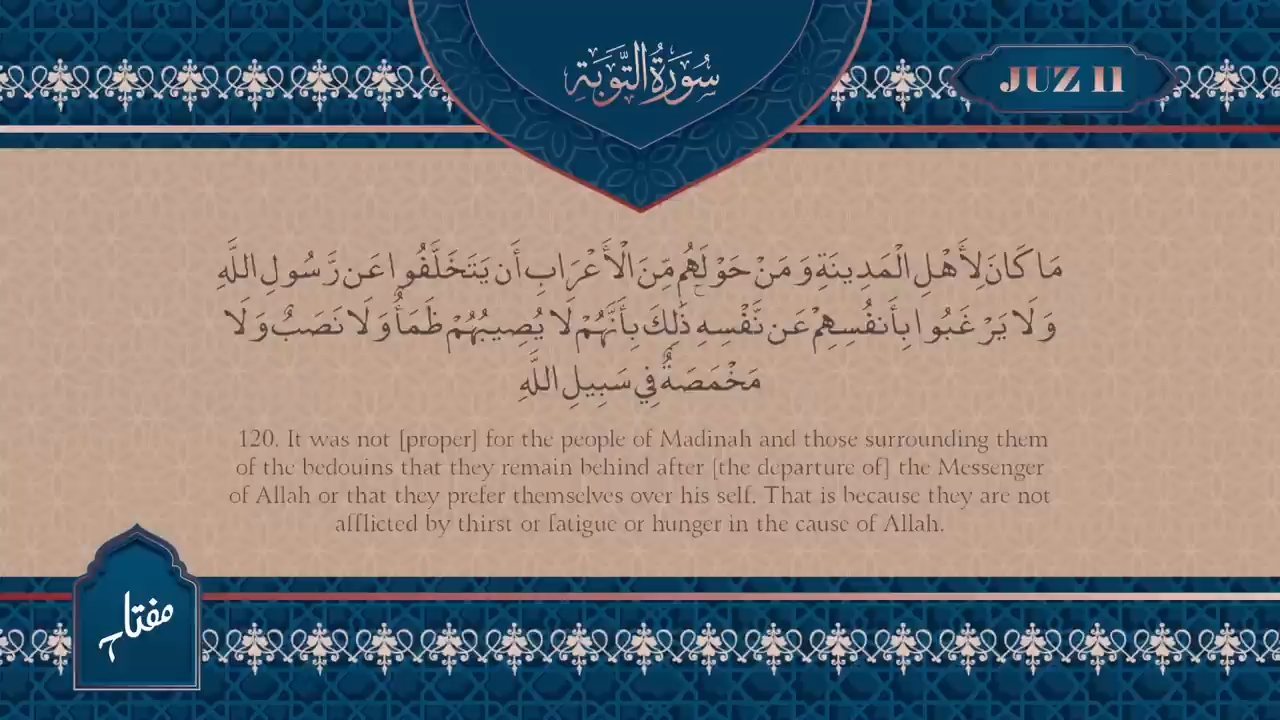 سُورَةُ التَّوْبَةِ
JUZ 11
مَا كَانَ لِأَهْلِ الْمَدِينَةِ وَمَنْ حَوْلَهُم مِّنَ الْأَعْرَابِ أَن يَتَخَلَّفُوا عَن رَّسُولِ اللَّهِ
وَلَا يَرْغَبُوا بِأَنفُسِهِمْ عَن نَّفْسِهِ ۚ ذَٰلِكَ بِأَنَّهُمْ لَا يُصِيبُهُمْ ظَمَأٌ وَلَا نَصَبٌ وَلَا
مَخْمَصَةٌ فِي سَبِيلِ اللَّهِ
120. It was not [proper] for the people of Madinah and those surrounding them
of the bedouins that they remain behind after [the departure of] the Messenger
of Allah or that they prefer themselves over his self. That is because they are not
afflicted by thirst or fatigue or hunger in the cause of Allah.
مفتاح